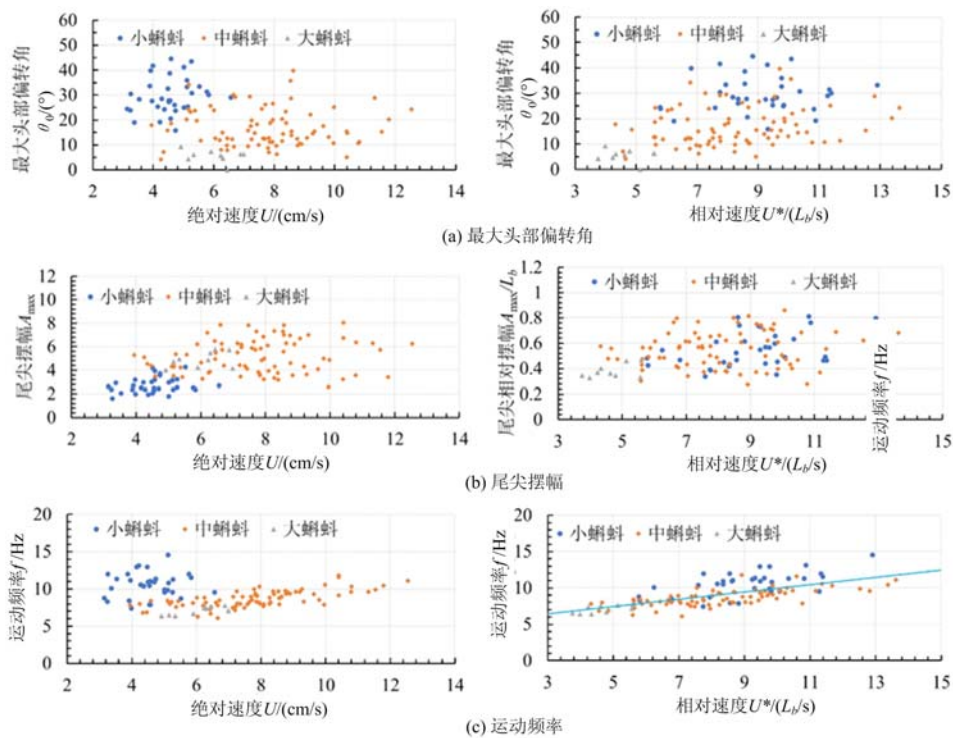 60
50
40
30
20
10
0
小蝌蚪 中蝌蚪 大蝌蚪
最大头部偏转角
θ₀/(°)
2 4 6 8 10 12 14
绝对速度U/(cm/s)
60
50
40
30
20
10
0
小蝌蚪 中蝌蚪 大蝌蚪
最大头部偏转角
θ₀/(°)
3 5 7 9 11 13 15
相对速度U*/(L_b/s)
(a) 最大头部偏转角
12
10
8
6
4
2
0
小蝌蚪 中蝌蚪 大蝌蚪
尾尖摆幅A_max
2 4 6 8 10 12 14
绝对速度U/(cm/s)
1.2
1
0.8
0.6
0.4
0.2
0
小蝌蚪 中蝌蚪 大蝌蚪
尾尖相对摆幅A_max/L_b
运动频率f/Hz
3 5 7 9 11 15
相对速度U*/(L_b/s)
(b) 尾尖摆幅
20
15
10
5
0
小蝌蚪 中蝌蚪 大蝌蚪
运动频率f/Hz
2 4 6 8 10 12 14
绝对速度U/(cm/s)
20
15
10
5
0
小蝌蚪 中蝌蚪 大蝌蚪
运动频率f/Hz
3 5 7 9 11 13 15
相对速度U*/(L_b/s)
(c) 运动频率